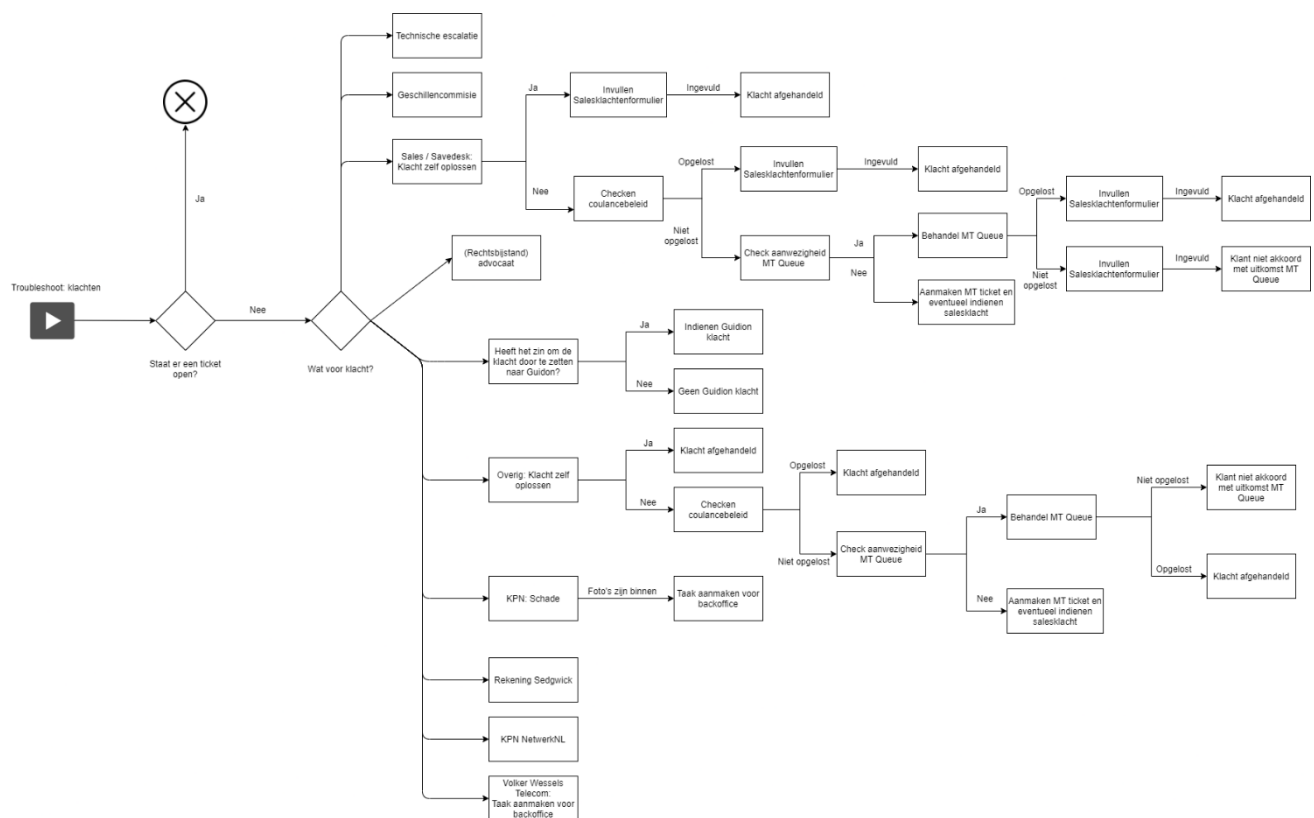 Technische escalatie
Geschillencommisie
Ja
Invullen
Salesklachtenformulier
Ingevuld
Klacht afgehandeld
Sales / Savedesk:
Klacht zelf oplossen
Nee
Checken
coulancebeleid
Opgelost
Invullen
Salesklachtenformulier
Ingevuld
Klacht afgehandeld
Niet
opgelost
Check aanwezigheid
MT Queue
Ja
Nee
Behandel MT Queue
Opgelost
Invullen
Salesklachtenformulier
Ingevuld
Klacht afgehandeld
Niet
opgelost
Invullen
Salesklachtenformulier
Ingevuld
Klant niet akkoord
met uitkomst MT
Queue
Aanmaken MT ticket en
eventueel indienen
salesklacht
Ja
(Rechtsbijstand)
advocaat
Troubleshoot: klachten
Staat er een ticket
open?
Nee
Wat voor klacht?
Heeft het zin om de
klacht door te zetten
naar Guidon?
Ja
Indienen Guidion
klacht
Nee
Geen Guidion klacht
Overig: Klacht zelf
oplossen
Ja
Klacht afgehandeld
Nee
Checken
coulancebeleid
Opgelost
Klacht afgehandeld
Niet opgelost
Check aanwezigheid
MT Queue
Ja
Behandel MT Queue
Niet opgelost
Klant niet akkoord
met uitkomst MT
Queue
Opgelost
Klacht afgehandeld
Nee
Aanmaken MT ticket en
eventueel indienen
salesklacht
KPN: Schade
Foto's zijn binnen
Taak aanmaken voor
backoffice
Rekening Sedgwick
KPN NetwerkNL
Volker Wessels
Telecom:
Taak aanmaken voor
backoffice